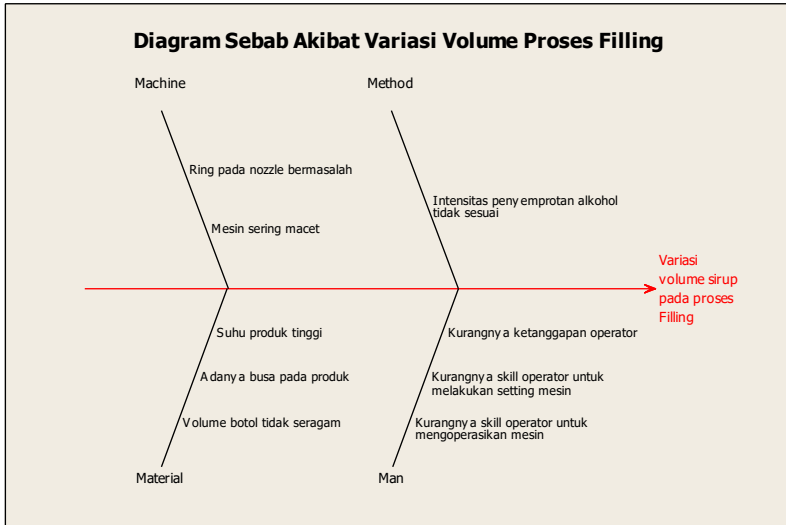 Diagram Sebab Akibat Variasi Volume Proses Filling
Machine
Method
Ring pada nozzle bermasalah
Mesin sering macet
Intensitas penyemprotan alkohol
tidak sesuai
Variasi
volume sirup
pada proses
Filling
Suhu produk tinggi
Adanya busa pada produk
Volume botol tidak seragam
Kurangnya ketanggapan operator
Kurangnya skill operator untuk
melakukan setting mesin
Kurangnya skill operator untuk
mengoperasikan mesin
Material
Man